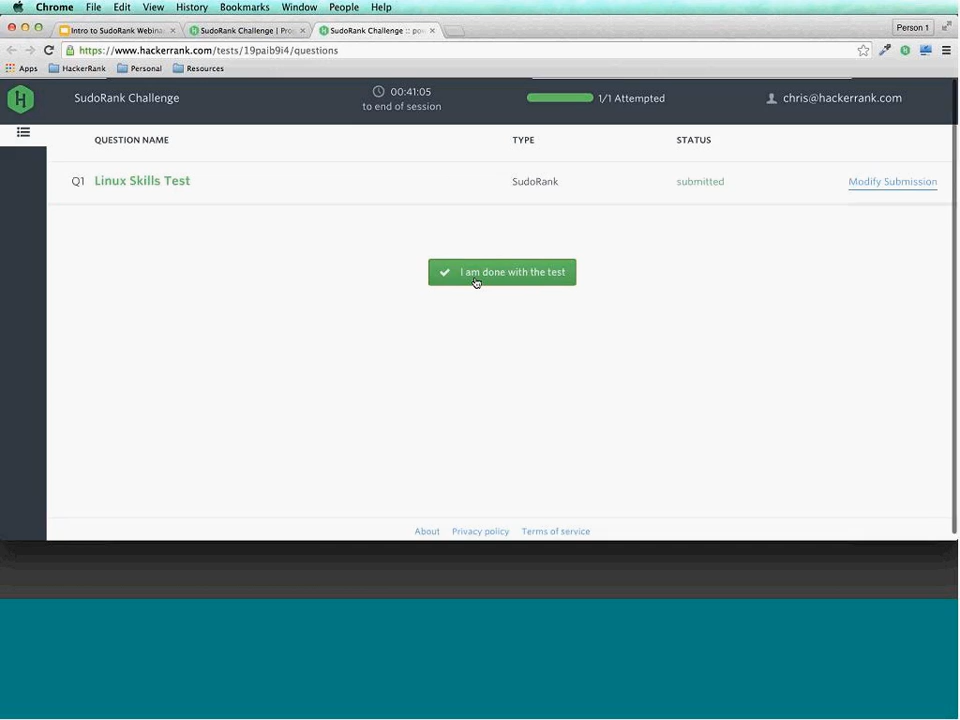 Chrome File Edit View History Bookmarks Window People Help
Intro to SudoRank Webina SudoRank Challenge | Pro SudoRank Challenge :: po Person 1
https://www.hackerrank.com/tests/19paib9i4/questions
Apps HackerRank Personal Resources
SudoRank Challenge 00:41:05 1/1 Attempted chris@hackerrank.com
to end of session
QUESTION NAME TYPE STATUS
Q1 Linux Skills Test SudoRank submitted Modify Submission
I am done with the test
About Privacy policy Terms of service